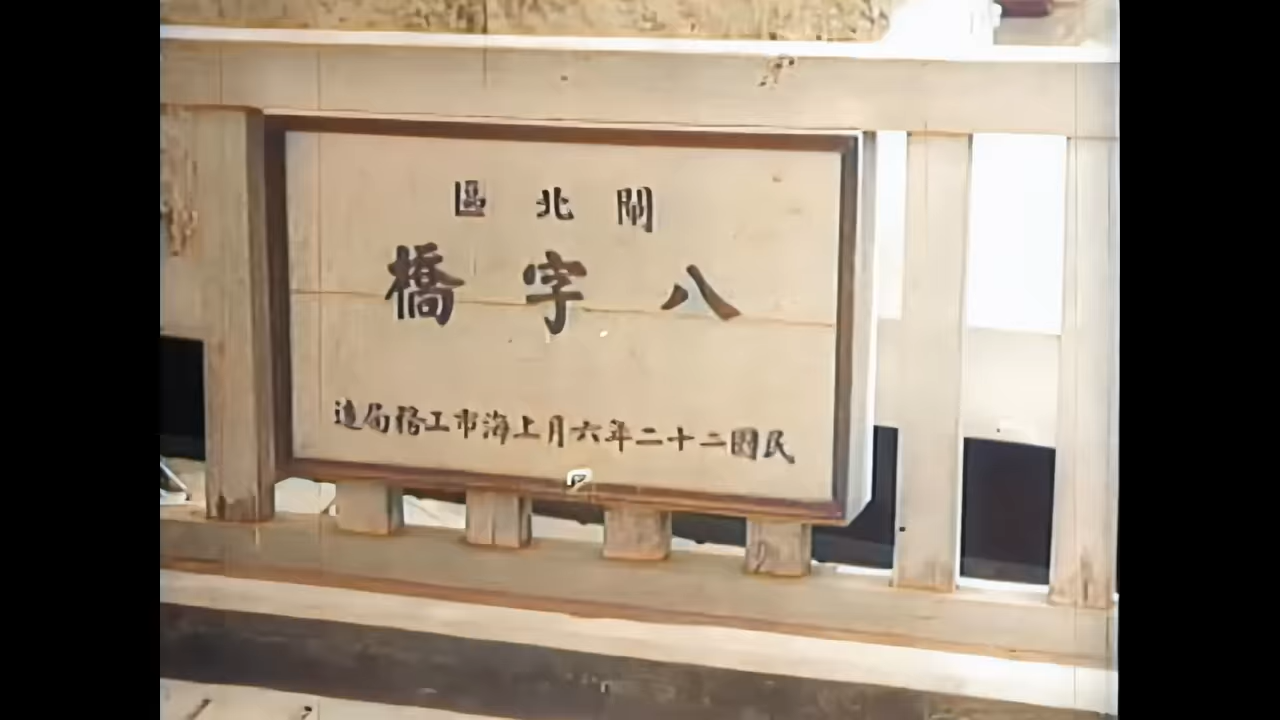 閘北區
八字橋
民國二十二年六月上海市工務局造